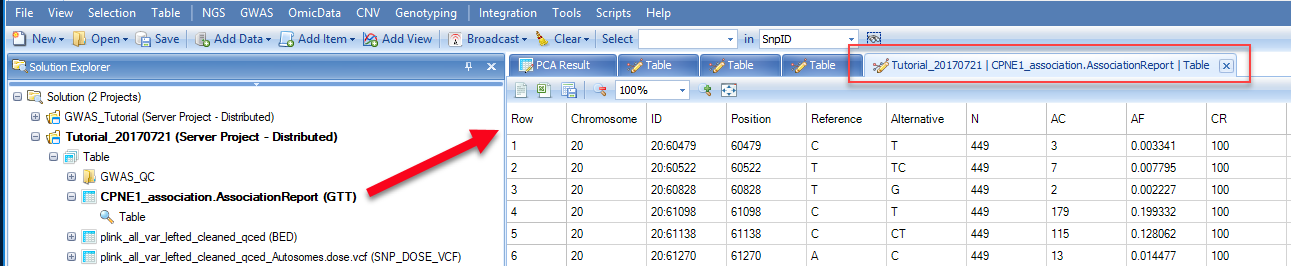 File View Selection Table NGS GWAS OmicData CNV Genotyping Integration Tools Scripts Help
New Open Save Add Data Add Item Add View Broadcast Clear Select in SnpID
Solution Explorer
Solution (2 Projects)
GWAS_Tutorial (Server Project - Distributed)
Tutorial_20170721 (Server Project - Distributed)
Table
GWAS_QC
CPNE1_association.AssociationReport (GTT)
Table
plink_all_var_lefted_cleaned_qced (BED)
plink_all_var_lefted_cleaned_qced_Autosomes.dose.vcf (SNP_DOSE_VCF)
PCA Result Table Table Table Tutorial_20170721 | CPNE1_association.AssociationReport | Table
100%
Row Chromosome ID Position Reference Alternative N AC AF CR
1 20 20:60479 60479 C T 449 3 0.003341 100
2 20 20:60522 60522 T TC 449 7 0.007795 100
3 20 20:60828 60828 T G 449 2 0.002227 100
4 20 20:61098 61098 C T 449 179 0.199332 100
5 20 20:61138 61138 C CT 449 115 0.128062 100
6 20 20:61270 61270 A C 449 13 0.014477 100